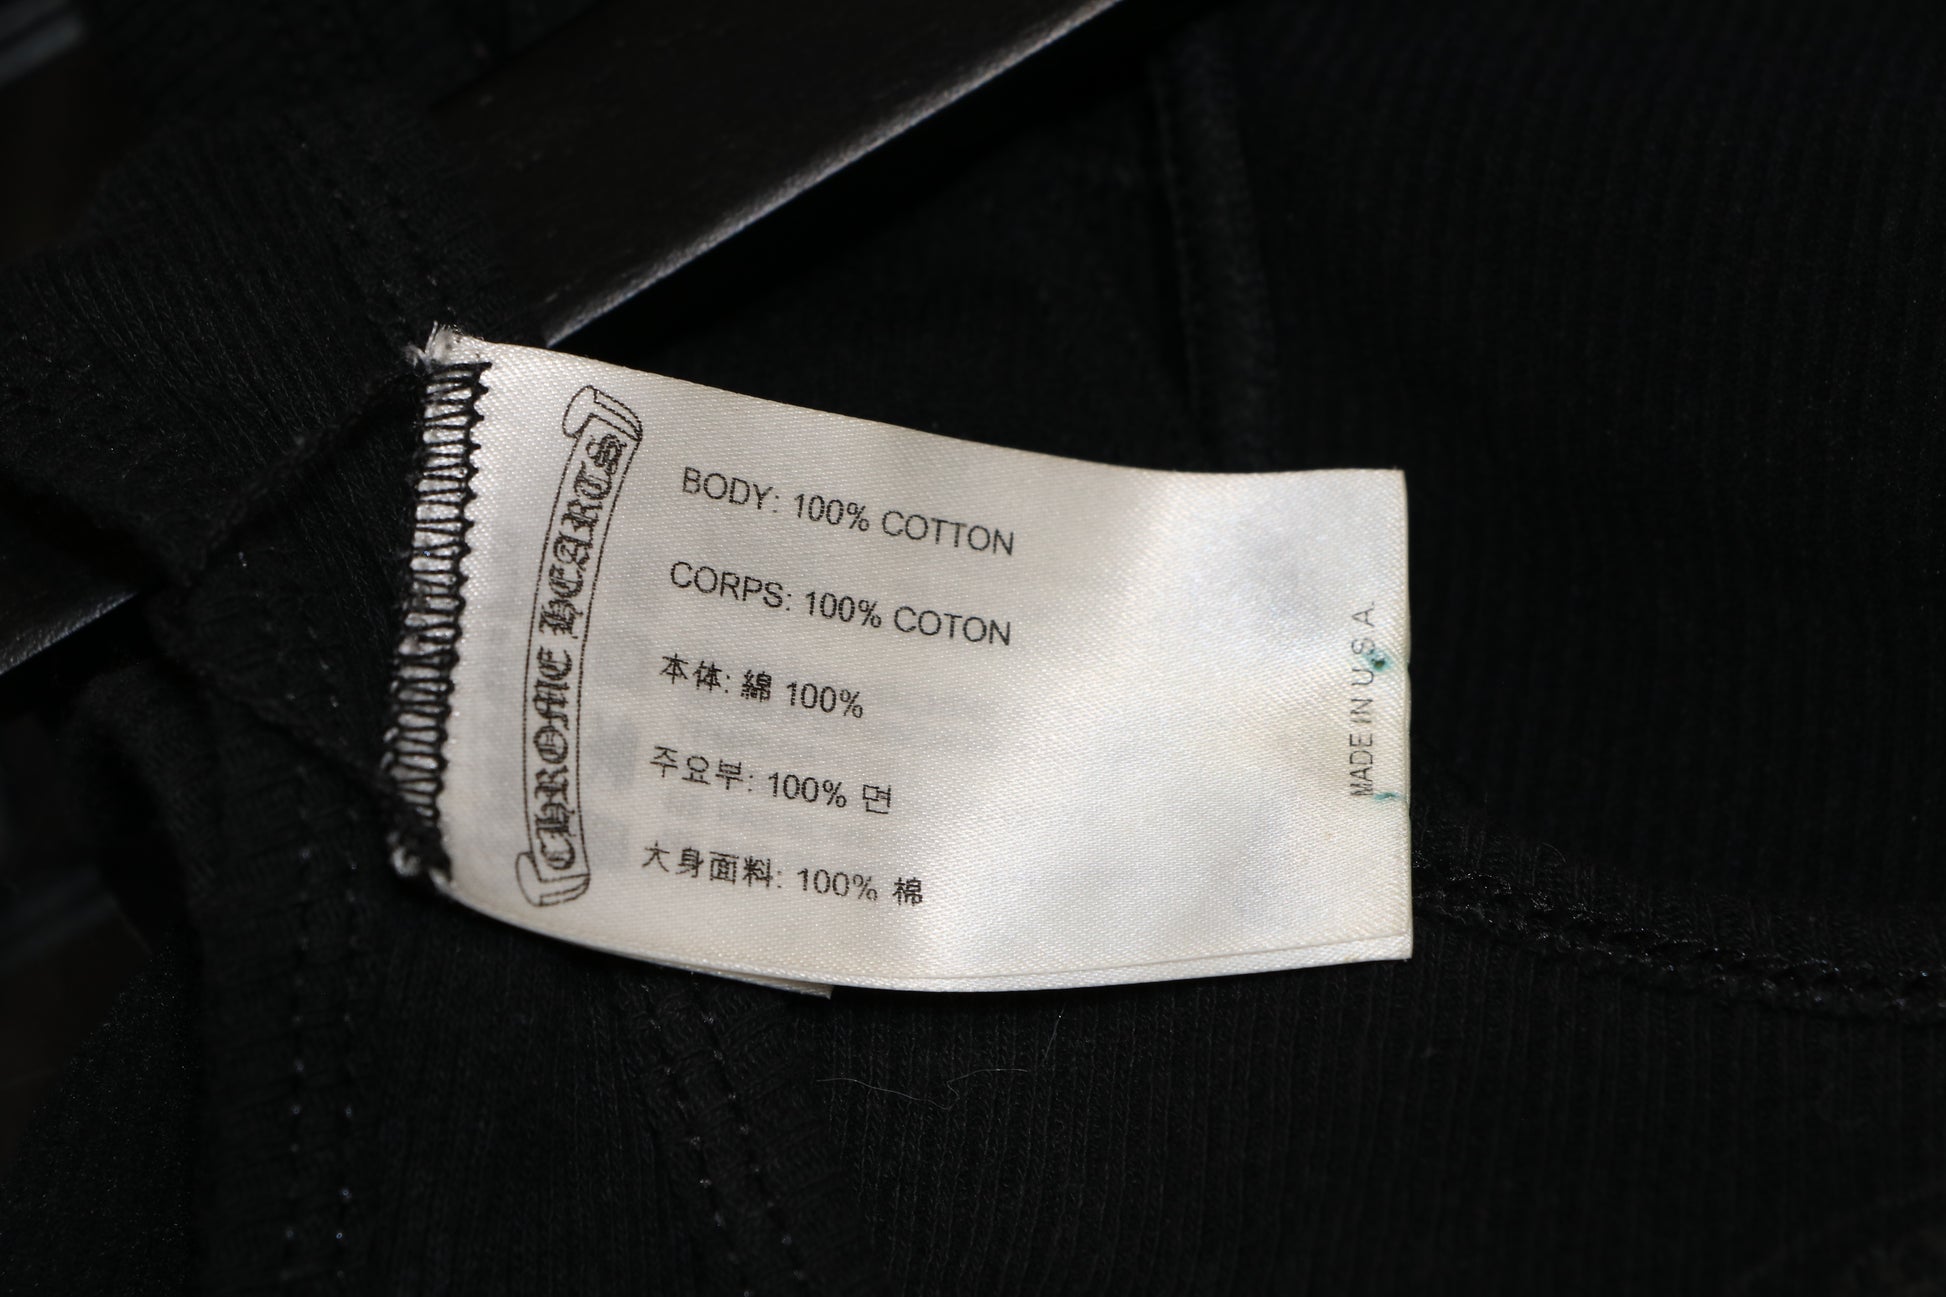 CHROME HEARTS
BODY: 100% COTTON
CORPS: 100% COTON
本体: 綿 100%
주요부: 100% 면
大身面料: 100% 棉
MADE IN U.S.A.